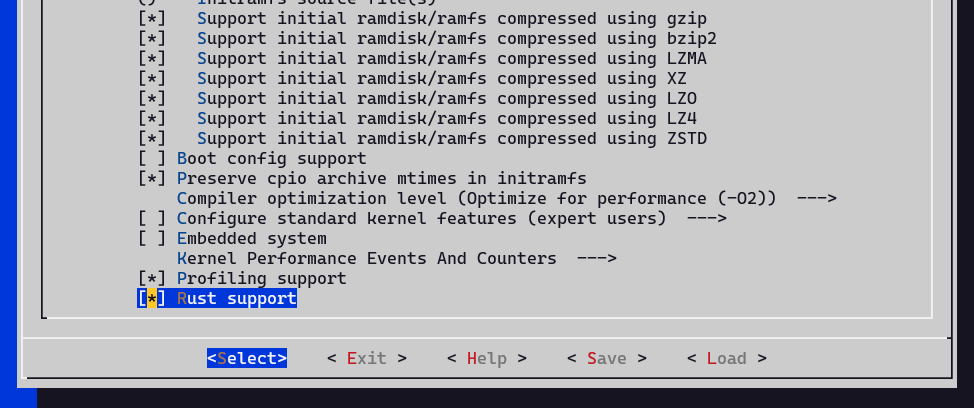 () Initramfs source file(s)
[*] Support initial ramdisk/ramfs compressed using gzip
[*] Support initial ramdisk/ramfs compressed using bzip2
[*] Support initial ramdisk/ramfs compressed using LZMA
[*] Support initial ramdisk/ramfs compressed using XZ
[*] Support initial ramdisk/ramfs compressed using LZO
[*] Support initial ramdisk/ramfs compressed using LZ4
[*] Support initial ramdisk/ramfs compressed using ZSTD
[ ] Boot config support
[*] Preserve cpio archive mtimes in initramfs
Compiler optimization level (Optimize for performance (-O2)) --->
[ ] Configure standard kernel features (expert users) --->
[ ] Embedded system
Kernel Performance Events And Counters --->
[*] Profiling support
[*] Rust support
<Select> < Exit > < Help > < Save > < Load >